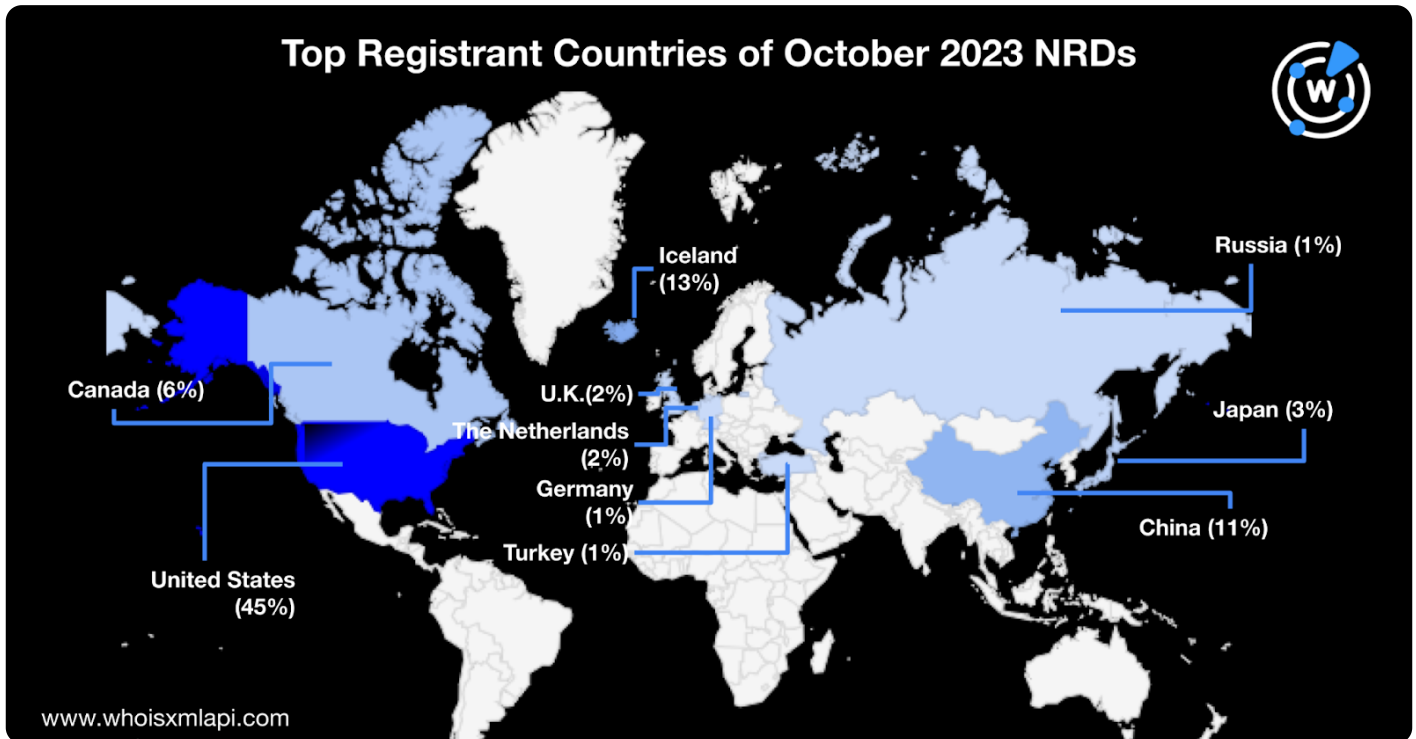 Top Registrant Countries of October 2023 NRDs
W
Iceland
(13%)
Russia (1%)
Canada (6%)
U.K.(2%)
The Netherlands
(2%)
Japan (3%)
Germany
(1%)
China (11%)
Turkey (1%)
United States
(45%)
www.whoisxmlapi.com